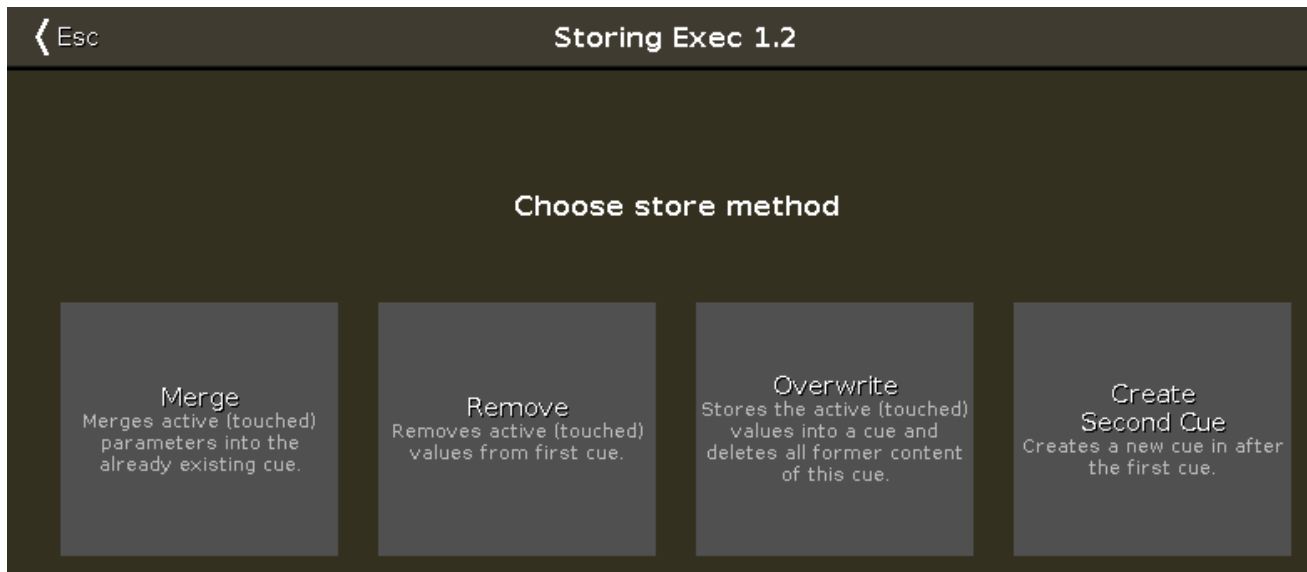 Esc
Storing Exec 1.2
Choose store method
Merge
Merges active (touched)
parameters into the
already existing cue.
Remove
Removes active (touched)
values from first cue.
Overwrite
Stores the active (touched)
values into a cue and
deletes all former content
of this cue.
Create
Second Cue
Creates a new cue in after
the first cue.